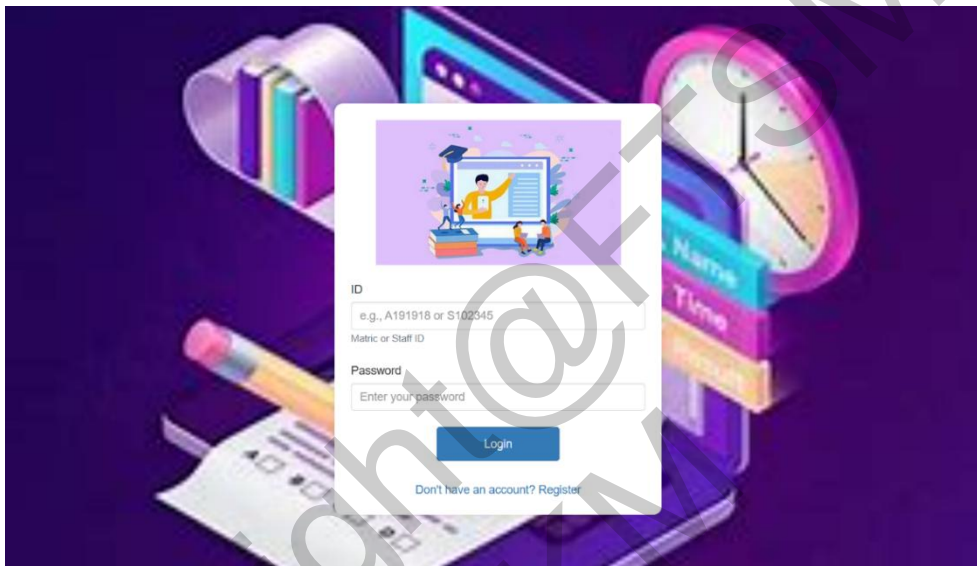 ID
e.g., A191918 or S102345
Matric or Staff ID
Password
Enter your password
Login
Don't have an account? Register
Name
Time
A
B
D